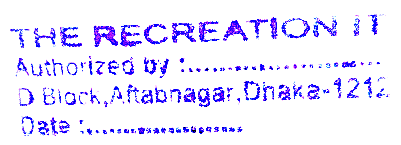 THE RECREATION IT
Authorized by :..............................
D Block,Aftabnagar,Dhaka-1212
Date :.........................